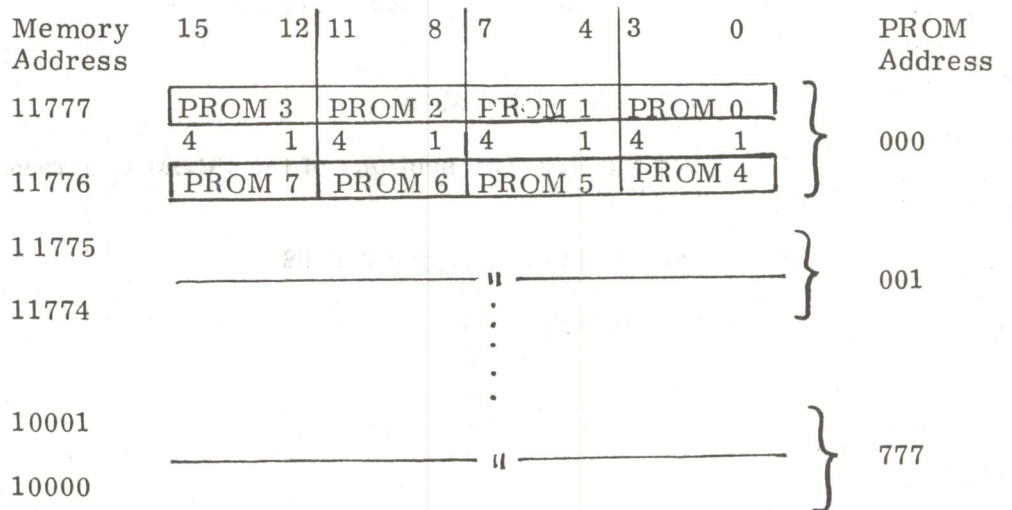 Memory 15 12 11 8 7 4 3 0 PROM
Address Address
11777 PROM 3 PROM 2 PROM 1 PROM 0
4 1 4 1 4 1 4 1 000
11776 PROM 7 PROM 6 PROM 5 PROM 4
11775
001
11774
10001
777
10000